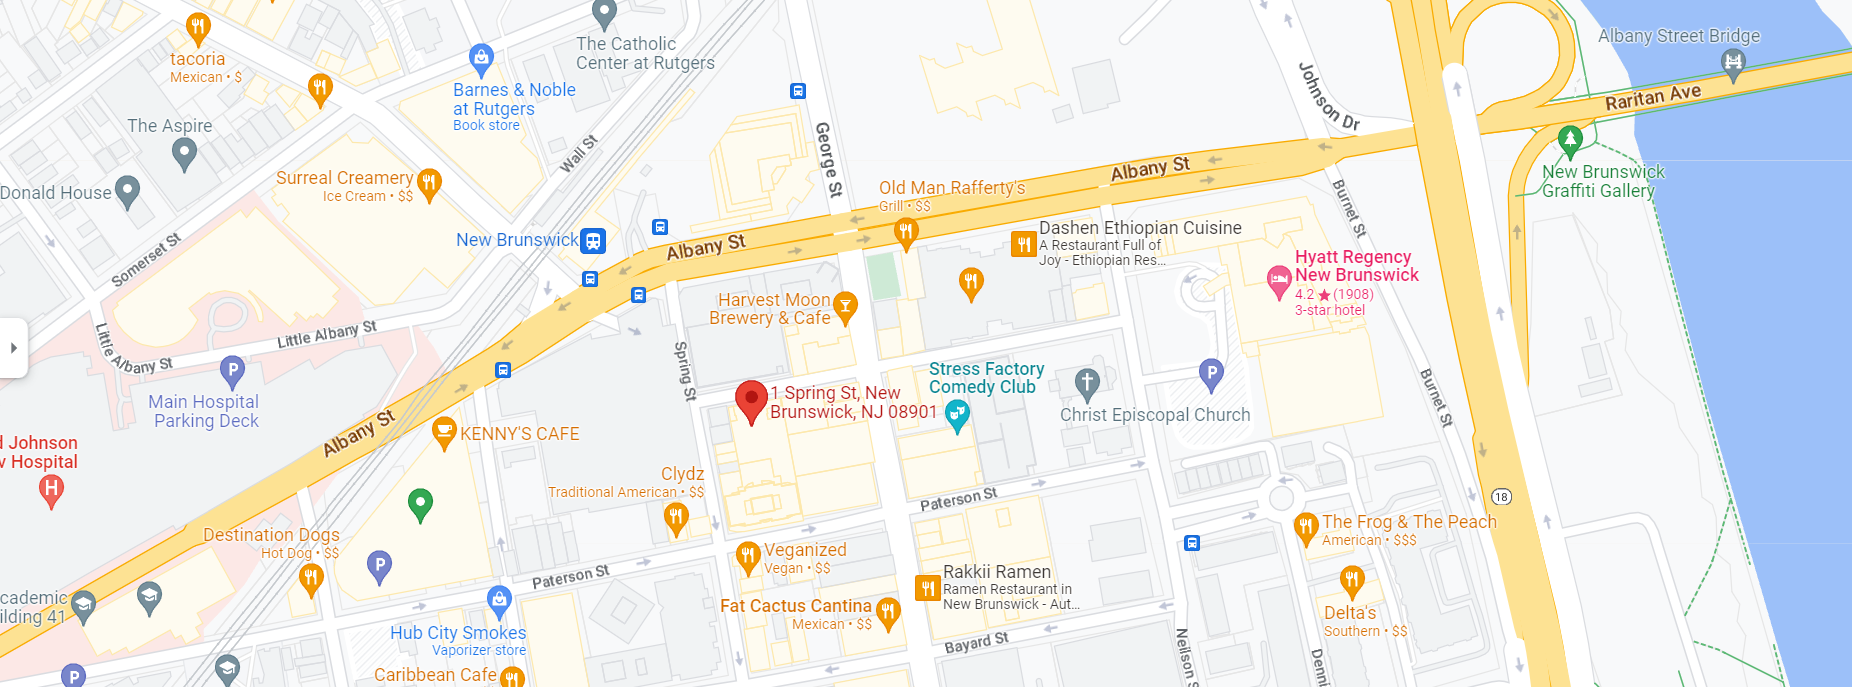 tacoria
Mexican • $
The Catholic
Center at Rutgers
Barnes & Noble
at Rutgers
Book store
Albany Street Bridge
Raritan Ave
Johnson Dr
George St
Wall St
The Aspire
Donald House
Surreal Creamery
Ice Cream • $$
Albany St
New Brunswick
Graffiti Gallery
Old Man Rafferty's
Grill • $$
Burnet St
New Brunswick
Albany St
Somerset St
Dashen Ethiopian Cuisine
A Restaurant Full of
Joy - Ethiopian Res...
Hyatt Regency
New Brunswick
4.2 ★ (1908)
3-star hotel
Harvest Moon
Brewery & Cafe
Little Albany St
Little Albany St
Spring St
P
Main Hospital
Parking Deck
1 Spring St, New
Brunswick, NJ 08901
Stress Factory
Comedy Club
P
Christ Episcopal Church
Burnet St
Albany St
KENNY'S CAFE
d Johnson
v Hospital
H
Clydz
Traditional American • $$
Paterson St
18
Destination Dogs
Hot Dog • $$
P
The Frog & The Peach
American • $$$
Veganized
Vegan • $$
Paterson St
Rakkii Ramen
Ramen Restaurant in
New Brunswick - Aut...
cademic
ilding 41
Fat Cactus Cantina
Mexican • $$
Delta's
Southern • $$
Hub City Smokes
Vaporizer store
Bayard St
Neilson S
Denni
P
Caribbean Cafe